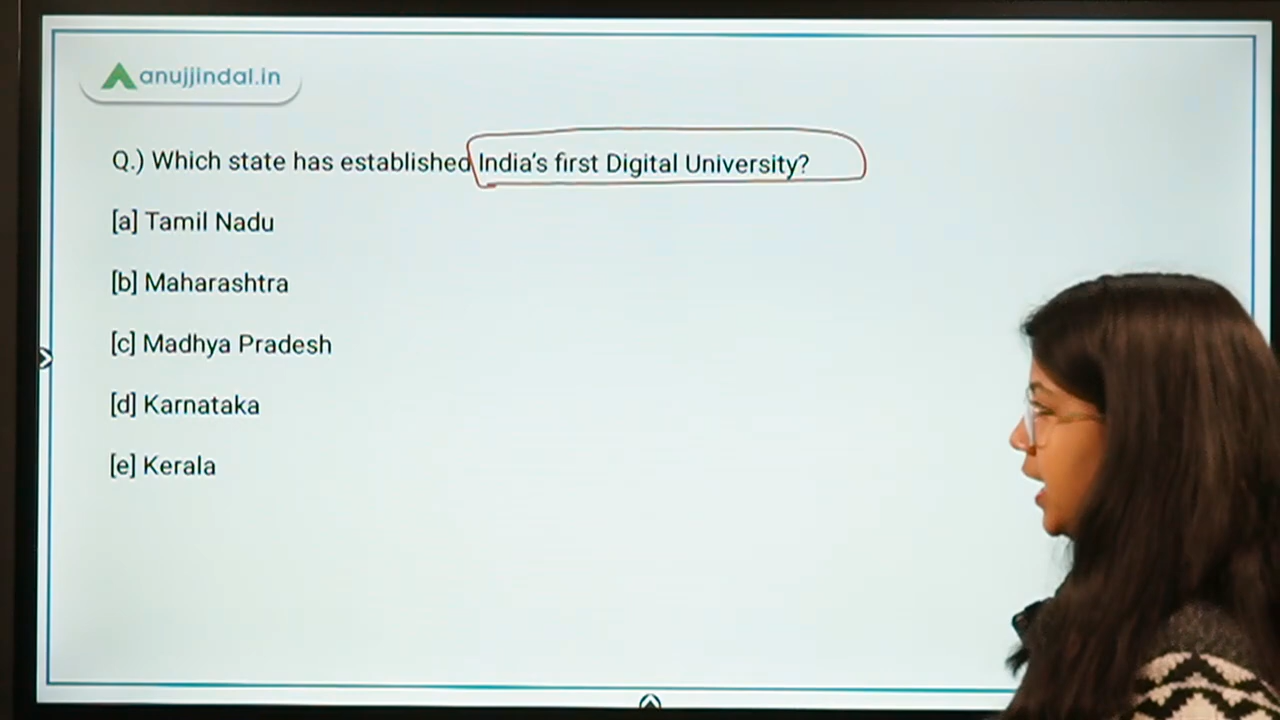 anujjindal.in
Q.) Which state has established India's first Digital University?
[a] Tamil Nadu
[b] Maharashtra
[c] Madhya Pradesh
[d] Karnataka
[e] Kerala